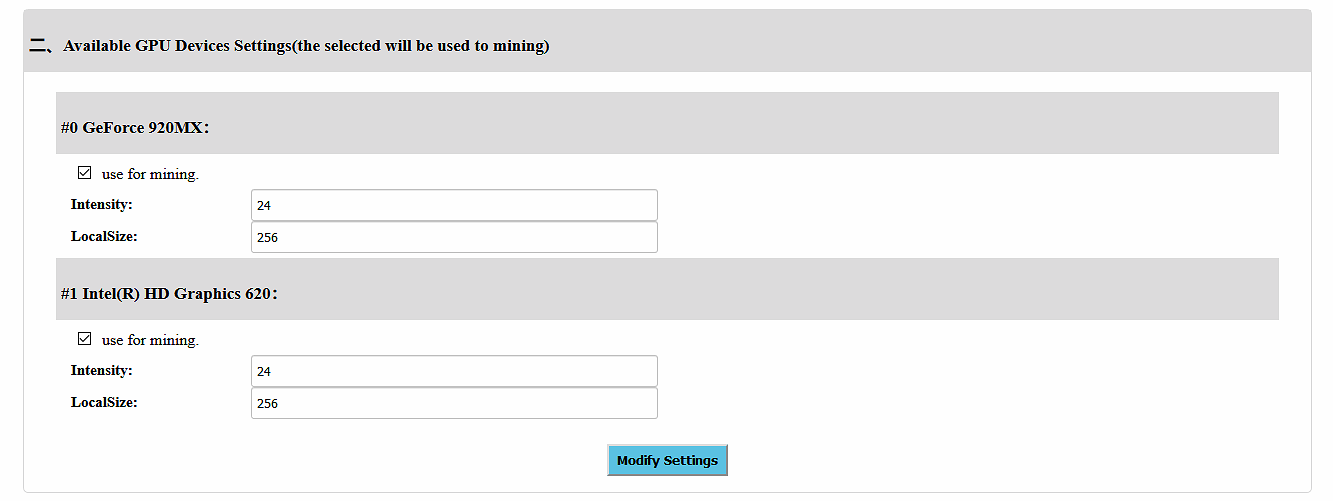 二、Available GPU Devices Settings(the selected will be used to mining)
#0 GeForce 920MX：
use for mining.
Intensity: 24
LocalSize: 256
#1 Intel(R) HD Graphics 620：
use for mining.
Intensity: 24
LocalSize: 256
Modify Settings